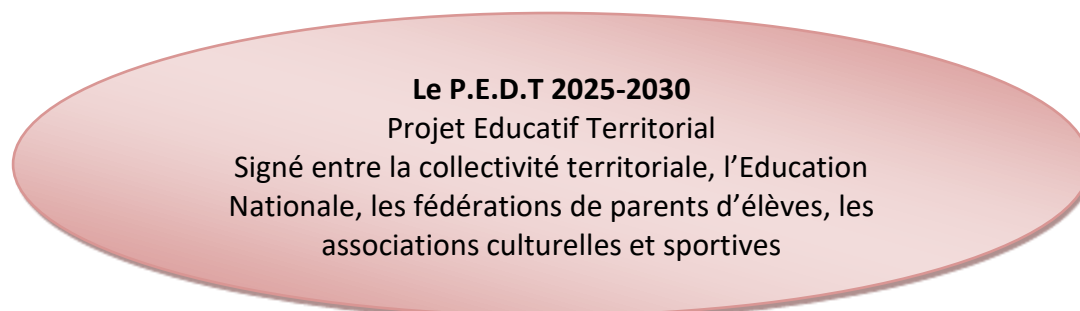 Le P.E.D.T 2025-2030
Projet Educatif Territorial
Signé entre la collectivité territoriale, l’Education
Nationale, les fédérations de parents d’élèves, les
associations culturelles et sportives